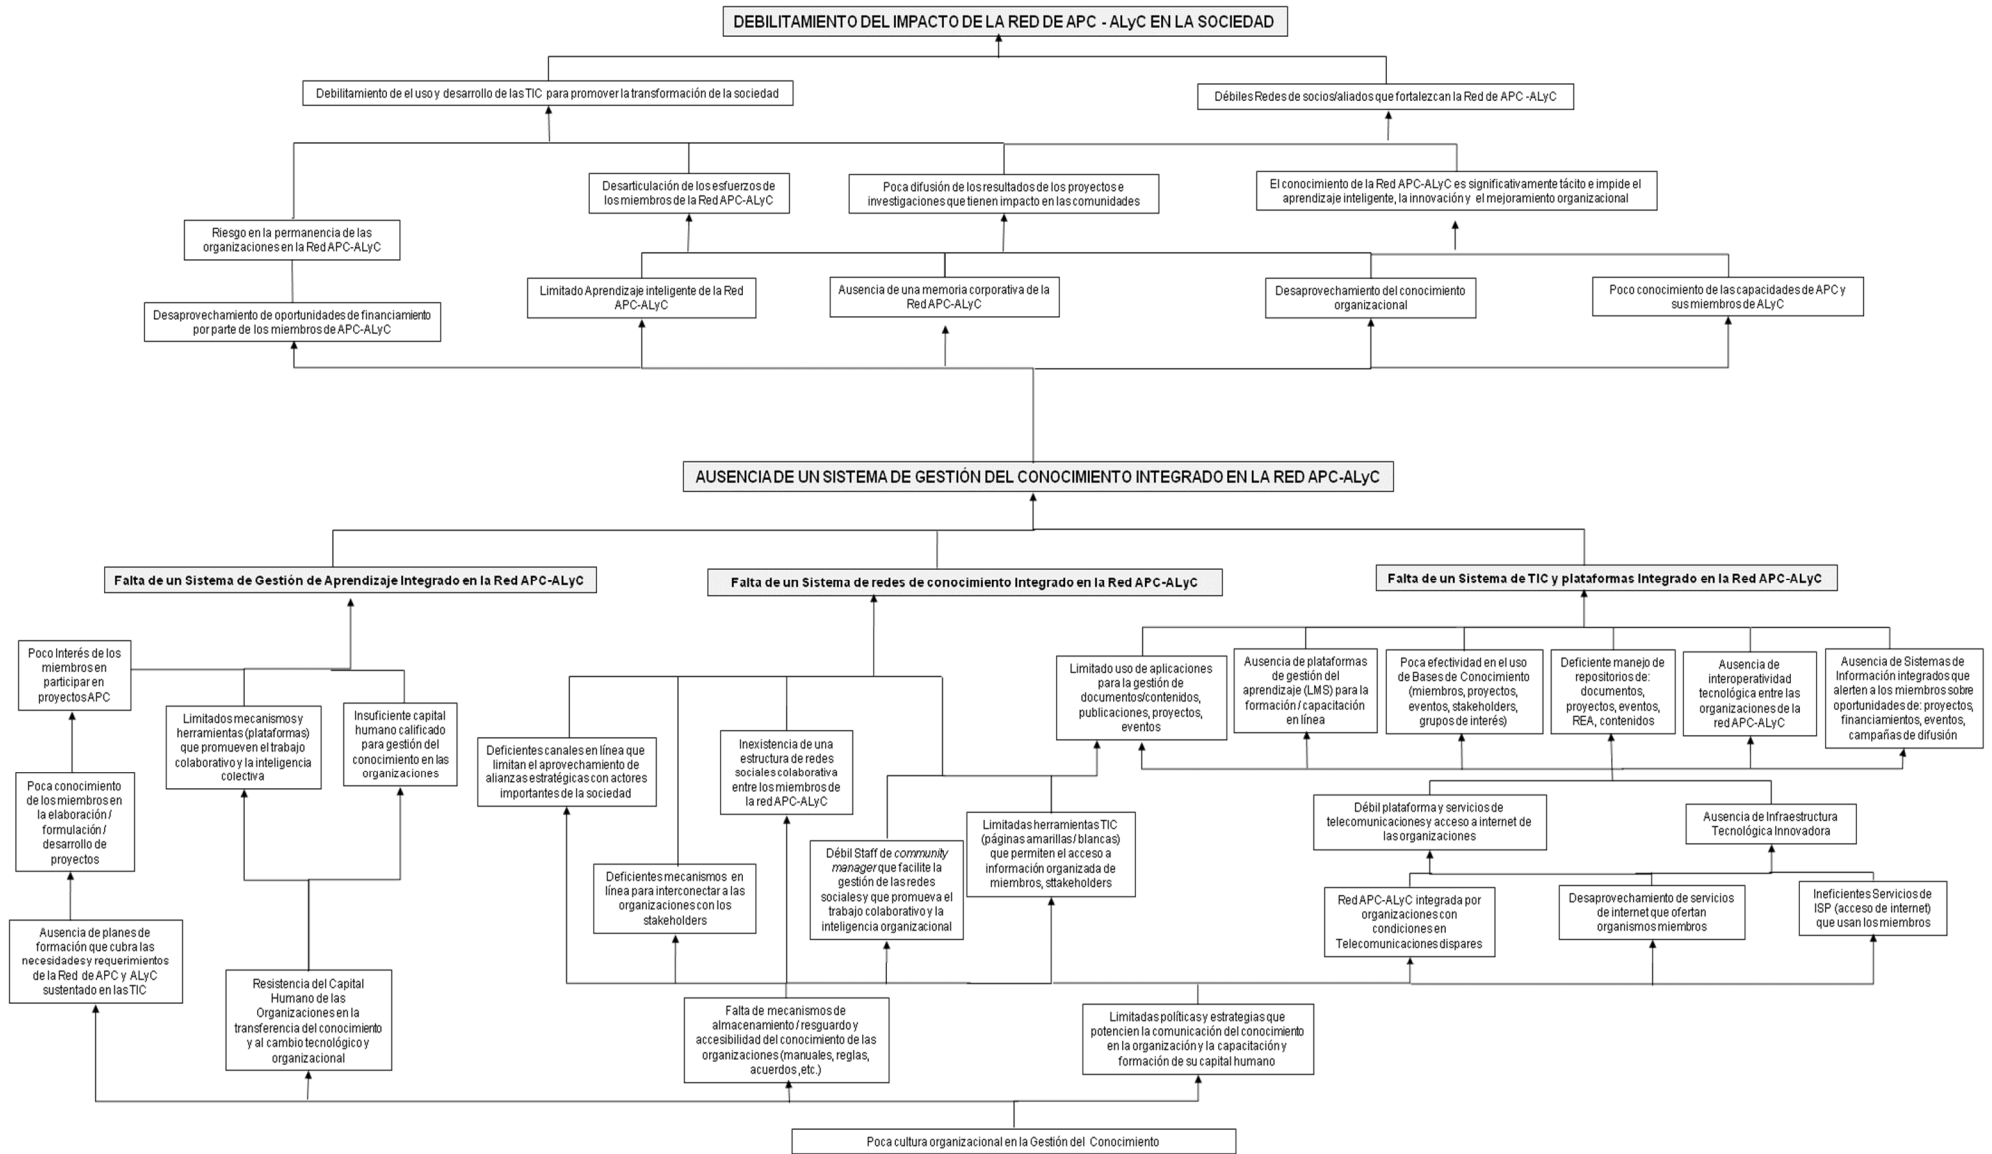 DEBILITAMIENTO DEL IMPACTO DE LA RED DE APC - ALyC EN LA SOCIEDAD
Debilitamiento de el uso y desarrollo de las TIC para promover la transformación de la sociedad
Débiles Redes de socios/aliados que fortalezcan la Red de APC -ALyC
Desarticulación de los esfuerzos de
los miembros de la Red APC-ALyC
Poca difusión de los resultados de los proyectos e
investigaciones que tienen impacto en las comunidades
El conocimiento de la Red APC-ALyC es significativamente tácito e impide el
aprendizaje inteligente, la innovación y el mejoramiento organizacional
Riesgo en la permanencia de las
organizaciones en la Red APC-ALyC
Desaprovechamiento de oportunidades de financiamiento
por parte de los miembros de APC-ALyC
Limitado Aprendizaje inteligente de la Red
APC-ALyC
Ausencia de una memoria corporativa de la
Red APC-ALyC
Desaprovechamiento del conocimiento
organizacional
Poco conocimiento de las capacidades de APC y
sus miembros de ALyC
AUSENCIA DE UN SISTEMA DE GESTIÓN DEL CONOCIMIENTO INTEGRADO EN LA RED APC-ALyC
Falta de un Sistema de Gestión de Aprendizaje Integrado en la Red APC-ALyC
Falta de un Sistema de redes de conocimiento Integrado en la Red APC-ALyC
Falta de un Sistema de TIC y plataformas Integrado en la Red APC-ALyC
Poco Interés de los
miembros en
participar en
proyectos APC
Limitados mecanismos y
herramientas (plataformas)
que promueven el trabajo
colaborativo y la inteligencia
colectiva
Insuficiente capital
humano calificado
para gestión del
conocimiento en las
organizaciones
Poca conocimiento
de los miembros en
la elaboración /
formulación /
desarrollo de
proyectos
Ausencia de planes de
formación que cubra las
necesidades y requerimientos
de la Red de APC y ALyC
sustentado en las TIC
Resistencia del Capital
Humano de las
Organizaciones en la
transferencia del conocimiento
y al cambio tecnológico y
organizacional
Deficientes canales en línea que
limitan el aprovechamiento de
alianzas estratégicas con actores
importantes de la sociedad
Inexistencia de una
estructura de redes
sociales colaborativa
entre los miembros de
la red APC-ALyC
Deficientes mecanismos en
línea para interconectar a las
organizaciones con los
stakeholders
Débil Staff de community
manager que facilite la
gestión de las redes
sociales y que promueva el
trabajo colaborativo y la
inteligencia organizacional
Limitadas herramientas TIC
(páginas amarillas / blancas)
que permiten el acceso a
información organizada de
miembros, sttakeholders
Limitado uso de aplicaciones
para la gestión de
documentos/contenidos,
publicaciones, proyectos,
eventos
Ausencia de plataformas
de gestión del
aprendizaje (LMS) para la
formación / capacitación
en línea
Poca efectividad en el uso
de Bases de Conocimiento
(miembros, proyectos,
eventos, stakeholders,
grupos de interés)
Deficiente manejo de
repositorios de:
documentos,
proyectos, eventos,
REA, contenidos
Ausencia de
interoperatividad
tecnológica entre las
organizaciones de la
red APC-ALyC
Ausencia de Sistemas de
Información integrados que
alerten a los miembros sobre
oportunidades de: proyectos,
financiamientos, eventos,
campañas de difusión
Débil plataforma y servicios de
telecomunicaciones y acceso a internet de
las organizaciones
Ausencia de Infraestructura
Tecnológica Innovadora
Red APC-ALyC integrada por
organizaciones con
condiciones en
Telecomunicaciones dispares
Desaprovechamiento de servicios
de internet que ofertan
organismos miembros
Ineficientes Servicios de
ISP (acceso de internet)
que usan los miembros
Falta de mecanismos de
almacenamiento / resguardo y
accesibilidad del conocimiento de las
organizaciones (manuales, reglas,
acuerdos ,etc.)
Limitadas políticas y estrategias que
potencien la comunicación del conocimiento
en la organización y la capacitación y
formación de su capital humano
Poca cultura organizacional en la Gestión del Conocimiento